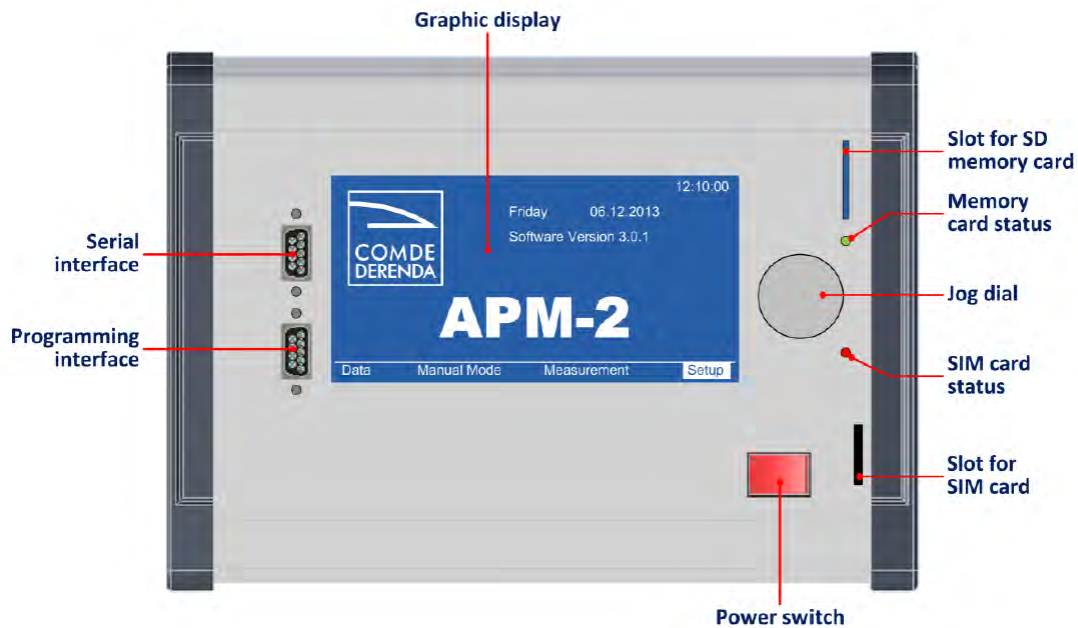 Graphic display
Slot for SD
memory card
Memory
card status
Serial
interface
Jog dial
Programming
interface
SIM card
status
Slot for
SIM card
Power switch
12:10:00
Friday 06.12.2013
Software Version 3.0.1
COMDE
DERENDA
APM-2
Data Manual Mode Measurement Setup